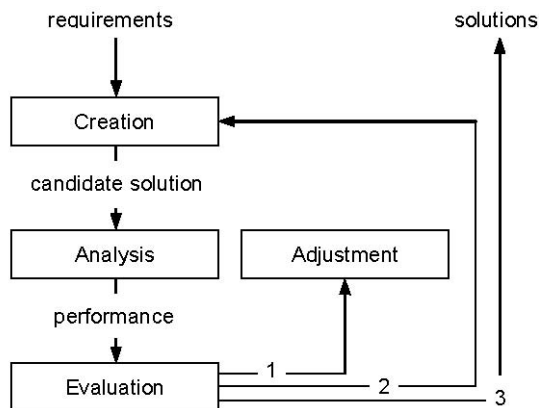 requirements
solutions
Creation
candidate solution
Analysis
Adjustment
performance
Evaluation
1
2
3